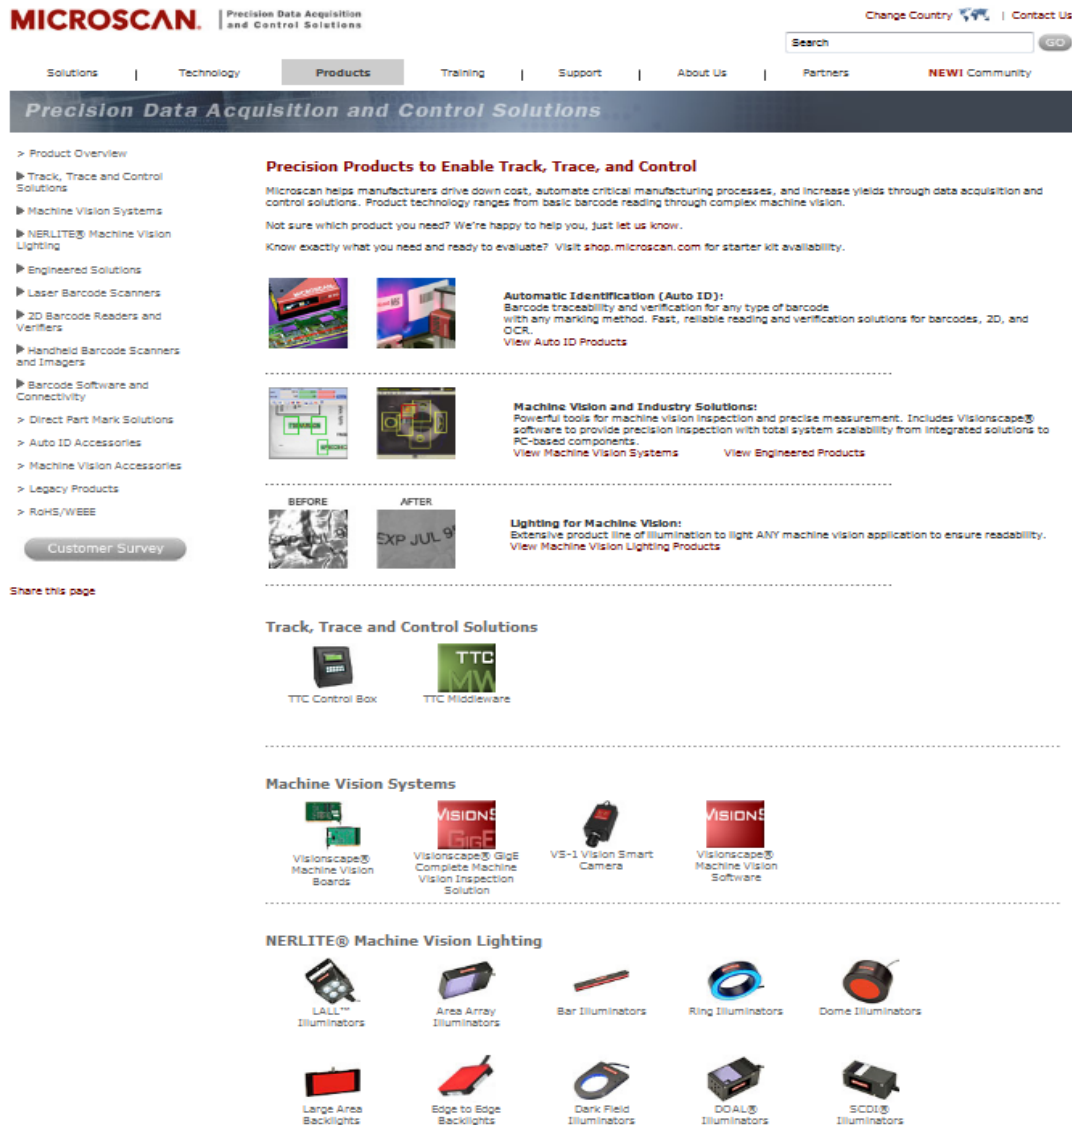 MICROSCAN.
Precision Data Acquisition
and Control Solutions
Change Country | Contact Us
Search
GO
Solutions | Technology Products Training | Support | About Us | Partners NEW! Community
Precision Data Acquisition and Control Solutions
> Product Overview
Track, Trace and Control
Solutions
Machine Vision Systems
NERLITE® Machine Vision
Lighting
Engineered Solutions
Laser Barcode Scanners
2D Barcode Readers and
Verifiers
Handheld Barcode Scanners
and Imagers
Barcode Software and
Connectivity
> Direct Part Mark Solutions
> Auto ID Accessories
> Machine Vision Accessories
> Legacy Products
> RoHS/WEEE
Customer Survey
Share this page
Precision Products to Enable Track, Trace, and Control
Microscan helps manufacturers drive down cost, automate critical manufacturing processes, and increase yields through data acquisition and
control solutions. Product technology ranges from basic barcode reading through complex machine vision.
Not sure which product you need? We're happy to help you, just let us know.
Know exactly what you need and ready to evaluate? Visit shop.microscan.com for starter kit availability.
Automatic Identification (Auto ID):
Barcode traceability and verification for any type of barcode
with any marking method. Fast, reliable reading and verification solutions for barcodes, 2D, and
OCR.
View Auto ID Products
Machine Vision and Industry Solutions:
Powerful tools for machine vision inspection and precise measurement. Includes Visionscape®
software to provide precision inspection with total system scalability from integrated solutions to
PC-based components.
View Machine Vision Systems View Engineered Products
BEFORE AFTER
EXP JUL 9
Lighting for Machine Vision:
Extensive product line of illumination to light ANY machine vision application to ensure readability.
View Machine Vision Lighting Products
Track, Trace and Control Solutions
TTC
MW
TTC Control Box
TTC Middleware
Machine Vision Systems
VISIONS
GigE
VISIONS
Visionscape®
Machine Vision
Boards
Visionscape® GigE
Complete Machine
Vision Inspection
Solution
VS-1 Vision Smart
Camera
Visionscape®
Machine Vision
Software
NERLITE® Machine Vision Lighting
LALL™
Illuminators
Area Array
Illuminators
Bar Illuminators
Ring Illuminators
Dome Illuminators
Large Area
Backlights
Edge to Edge
Backlights
Dark Field
Illuminators
DOAL®
Illuminators
SCDI®
Illuminators